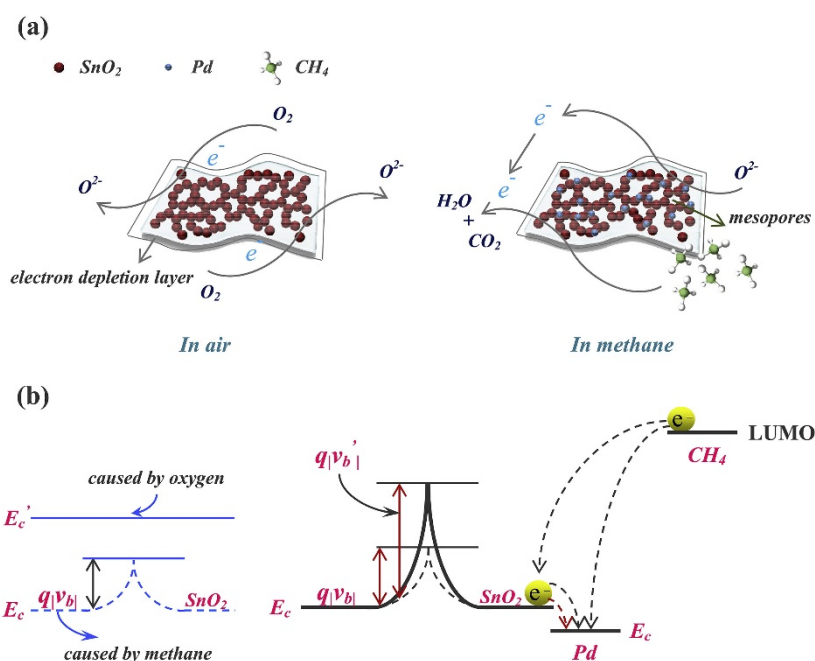 (a)
SnO2 Pd CH4
O2
e-
O2-
O2-
e-
electron depletion layer
O2
In air
e-
e-
O2-
H2O
+
CO2
mesopores
In methane
(b)
caused by oxygen
Ec'
q|vb|
Ec
SnO2
caused by methane
q|vb'|
q|vb|
Ec
SnO2
e-
Pd
Ec
e-
LUMO
CH4